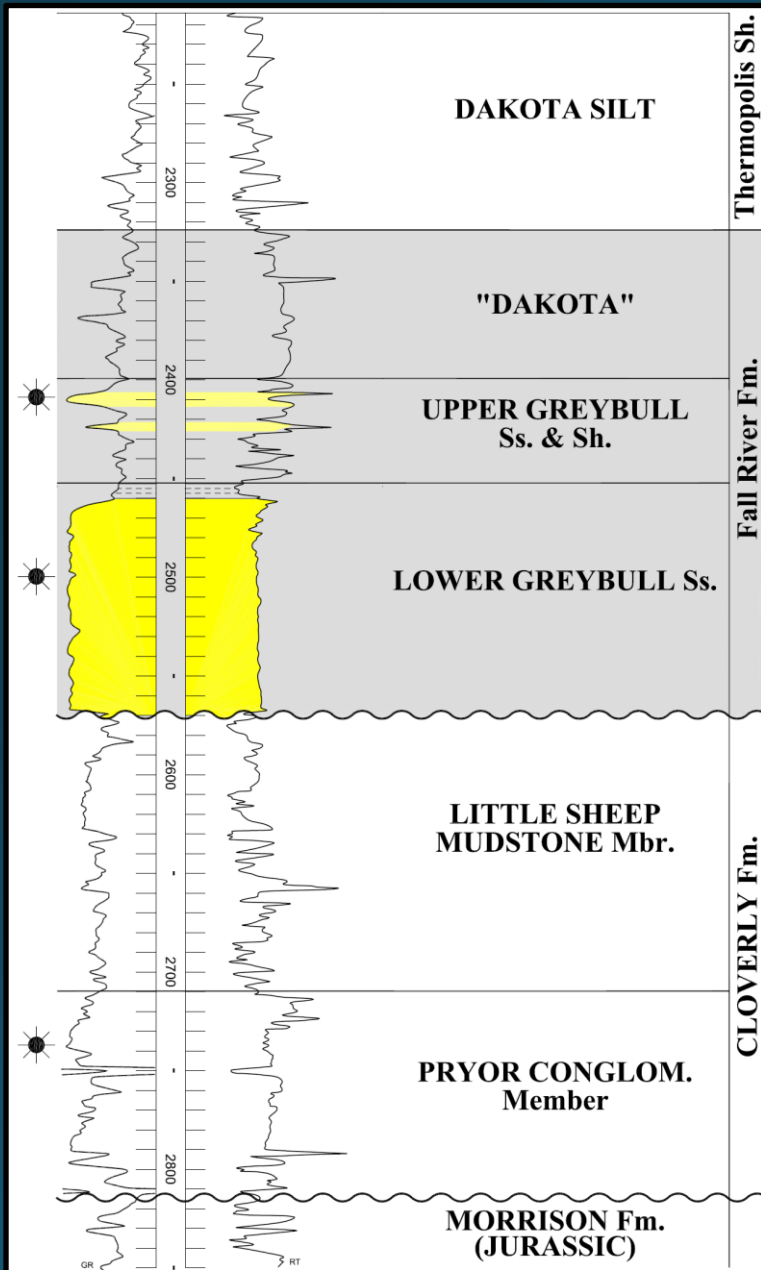 Thermopolis Sh.
DAKOTA SILT
2300
"DAKOTA"
2400
UPPER GREYBULL
Ss. & Sh.
Fall River Fm.
2500
LOWER GREYBULL Ss.
2600
LITTLE SHEEP
MUDSTONE Mbr.
CLOVERLY Fm.
2700
PRYOR CONGLOM.
Member
2800
MORRISON Fm.
(JURASSIC)
GR
RT